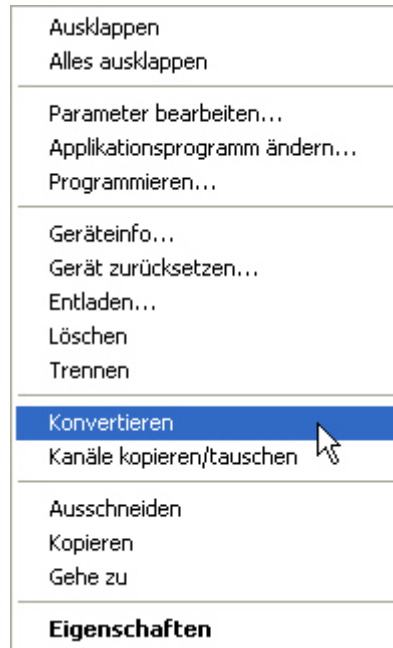 Ausklappen
Alles ausklappen
Parameter bearbeiten...
Applikationsprogramm ändern...
Programmieren...
Geräteinfo...
Gerät zurücksetzen...
Entladen...
Löschen
Trennen
Konvertieren
Kanäle kopieren/tauschen
Ausschneiden
Kopieren
Gehe zu
Eigenschaften